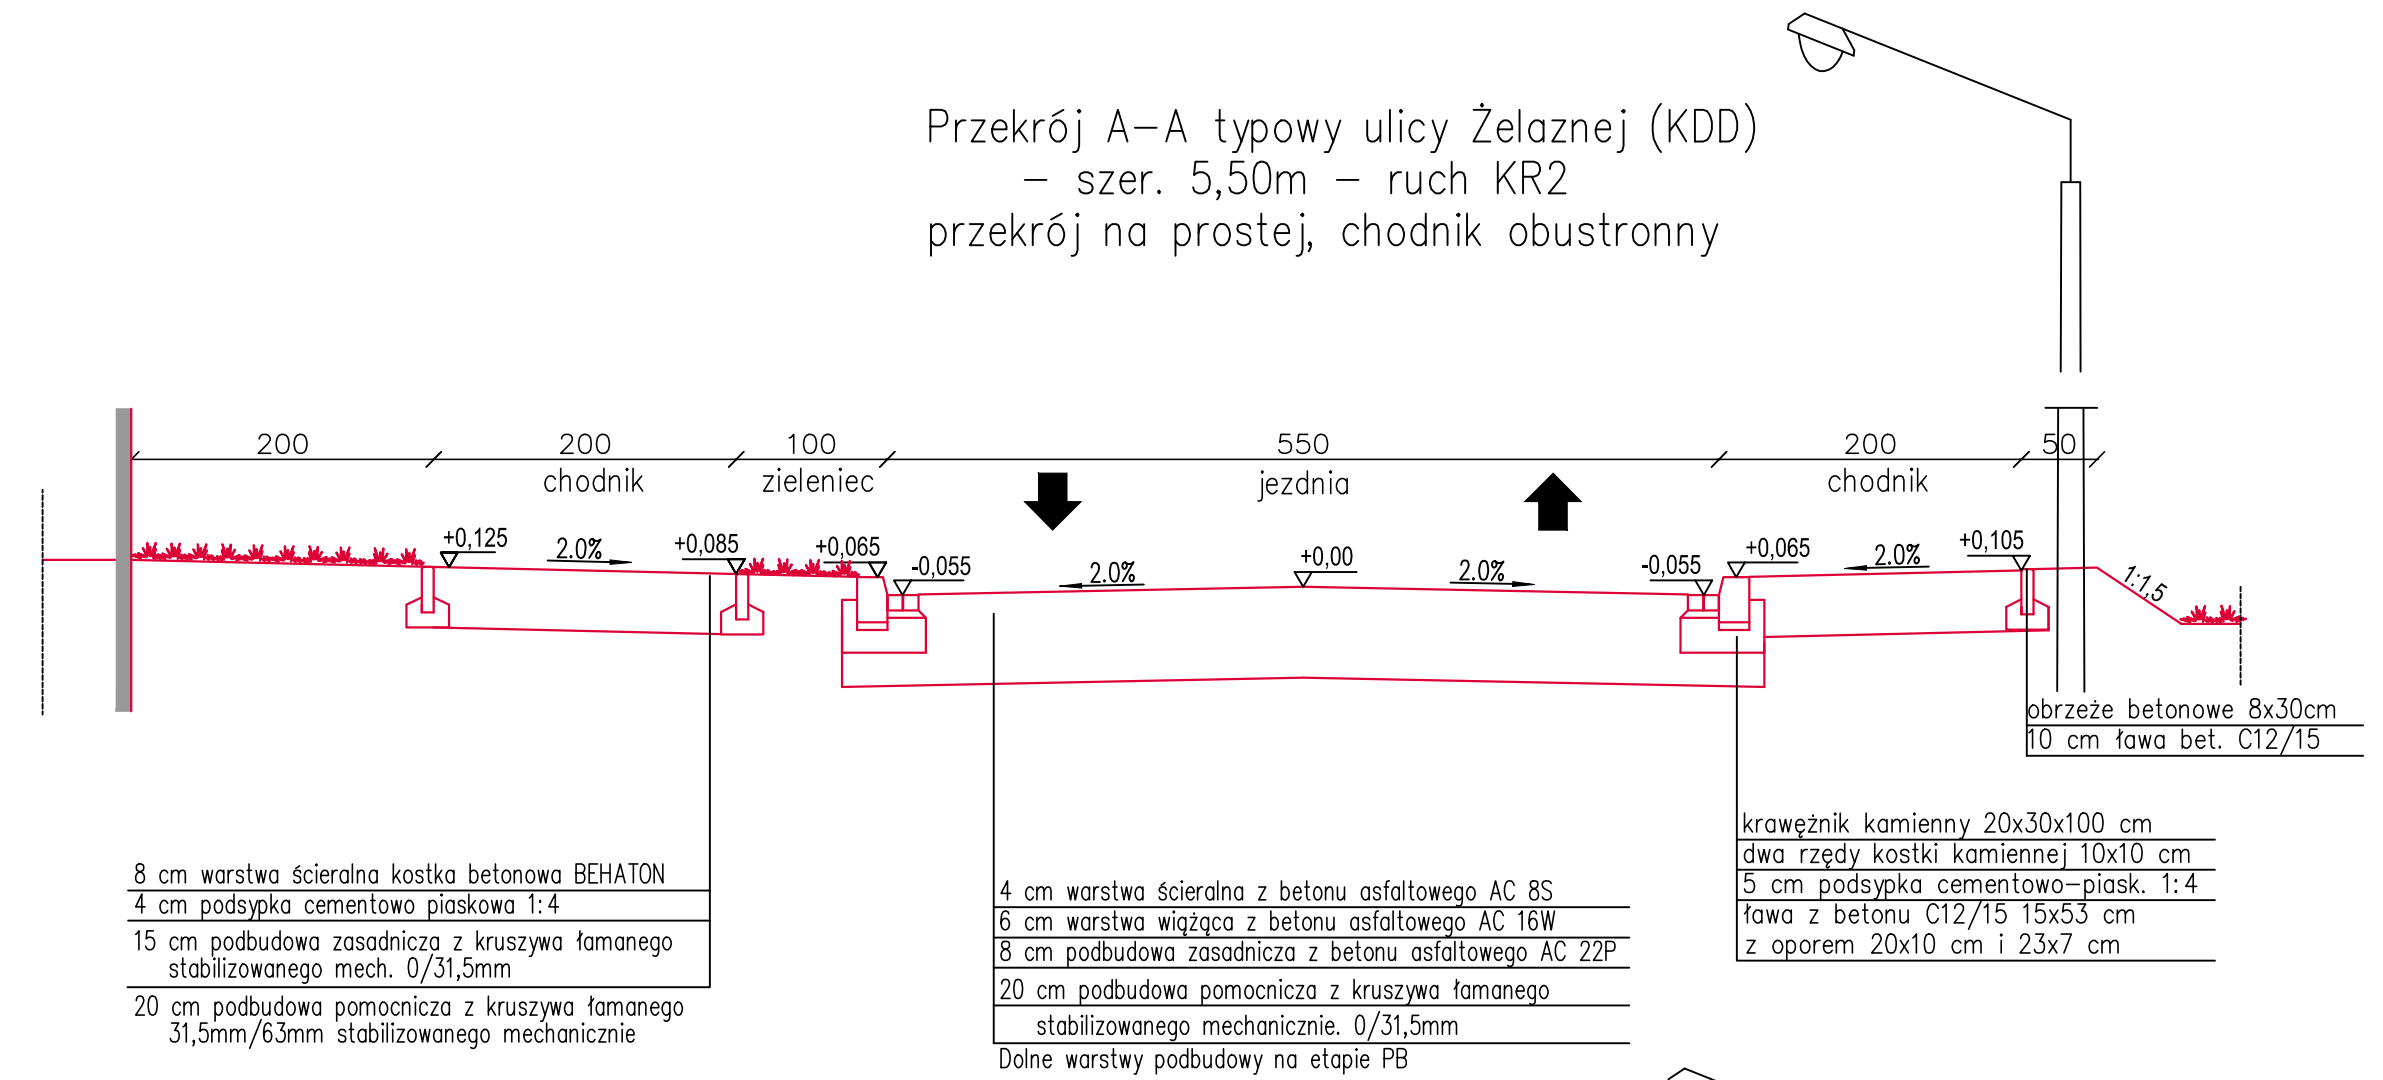 Przekrój A-A typowy ulicy Żelaznej (KDD)
- szer. 5,50m - ruch KR2
przekrój na prostej, chodnik obustronny
200 200 100 550 200 50
chodnik zieleniec jezdnia chodnik
+0,125 2.0% +0,085 +0,065 -0,055 2.0% +0,00 2.0% -0,055 +0,065 2.0% +0,105 1:1,5
obrzeże betonowe 8x30cm
10 cm ława bet. C12/15
krawężnik kamienny 20x30x100 cm
dwa rzędy kostki kamiennej 10x10 cm
5 cm podsypka cementowo-piask. 1:4
ława z betonu C12/15 15x53 cm
z oporem 20x10 cm i 23x7 cm
8 cm warstwa ścieralna kostka betonowa BEHATON
4 cm podsypka cementowo piaskowa 1:4
15 cm podbudowa zasadnicza z kruszywa łamanego
stabilizowanego mech. 0/31,5mm
20 cm podbudowa pomocnicza z kruszywa łamanego
31,5mm/63mm stabilizowanego mechanicznie
4 cm warstwa ścieralna z betonu asfaltowego AC 8S
6 cm warstwa wiążąca z betonu asfaltowego AC 16W
8 cm podbudowa zasadnicza z betonu asfaltowego AC 22P
20 cm podbudowa pomocnicza z kruszywa łamanego
stabilizowanego mechanicznie. 0/31,5mm
Dolne warstwy podbudowy na etapie PB